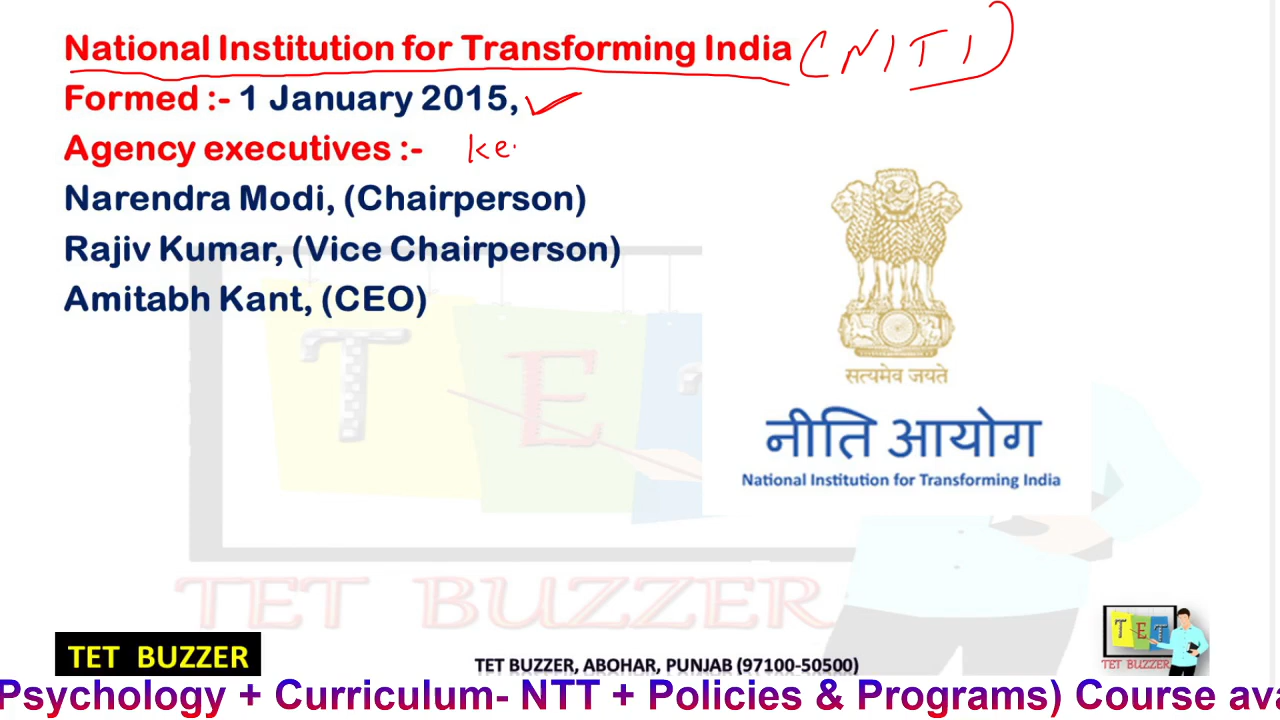 National Institution for Transforming India (NITI)
Formed :- 1 January 2015,
Agency executives :- ke
Narendra Modi, (Chairperson)
Rajiv Kumar, (Vice Chairperson)
Amitabh Kant, (CEO)
सत्यमेव जयते
नीति आयोग
National Institution for Transforming India
TET
TET BUZZER
TET BUZZER
TET BUZZER, ABOHAR, PUNJAB (97100-50500)
TET
TET BUZZER
Psychology + Curriculum- NTT + Policies & Programs) Course ava